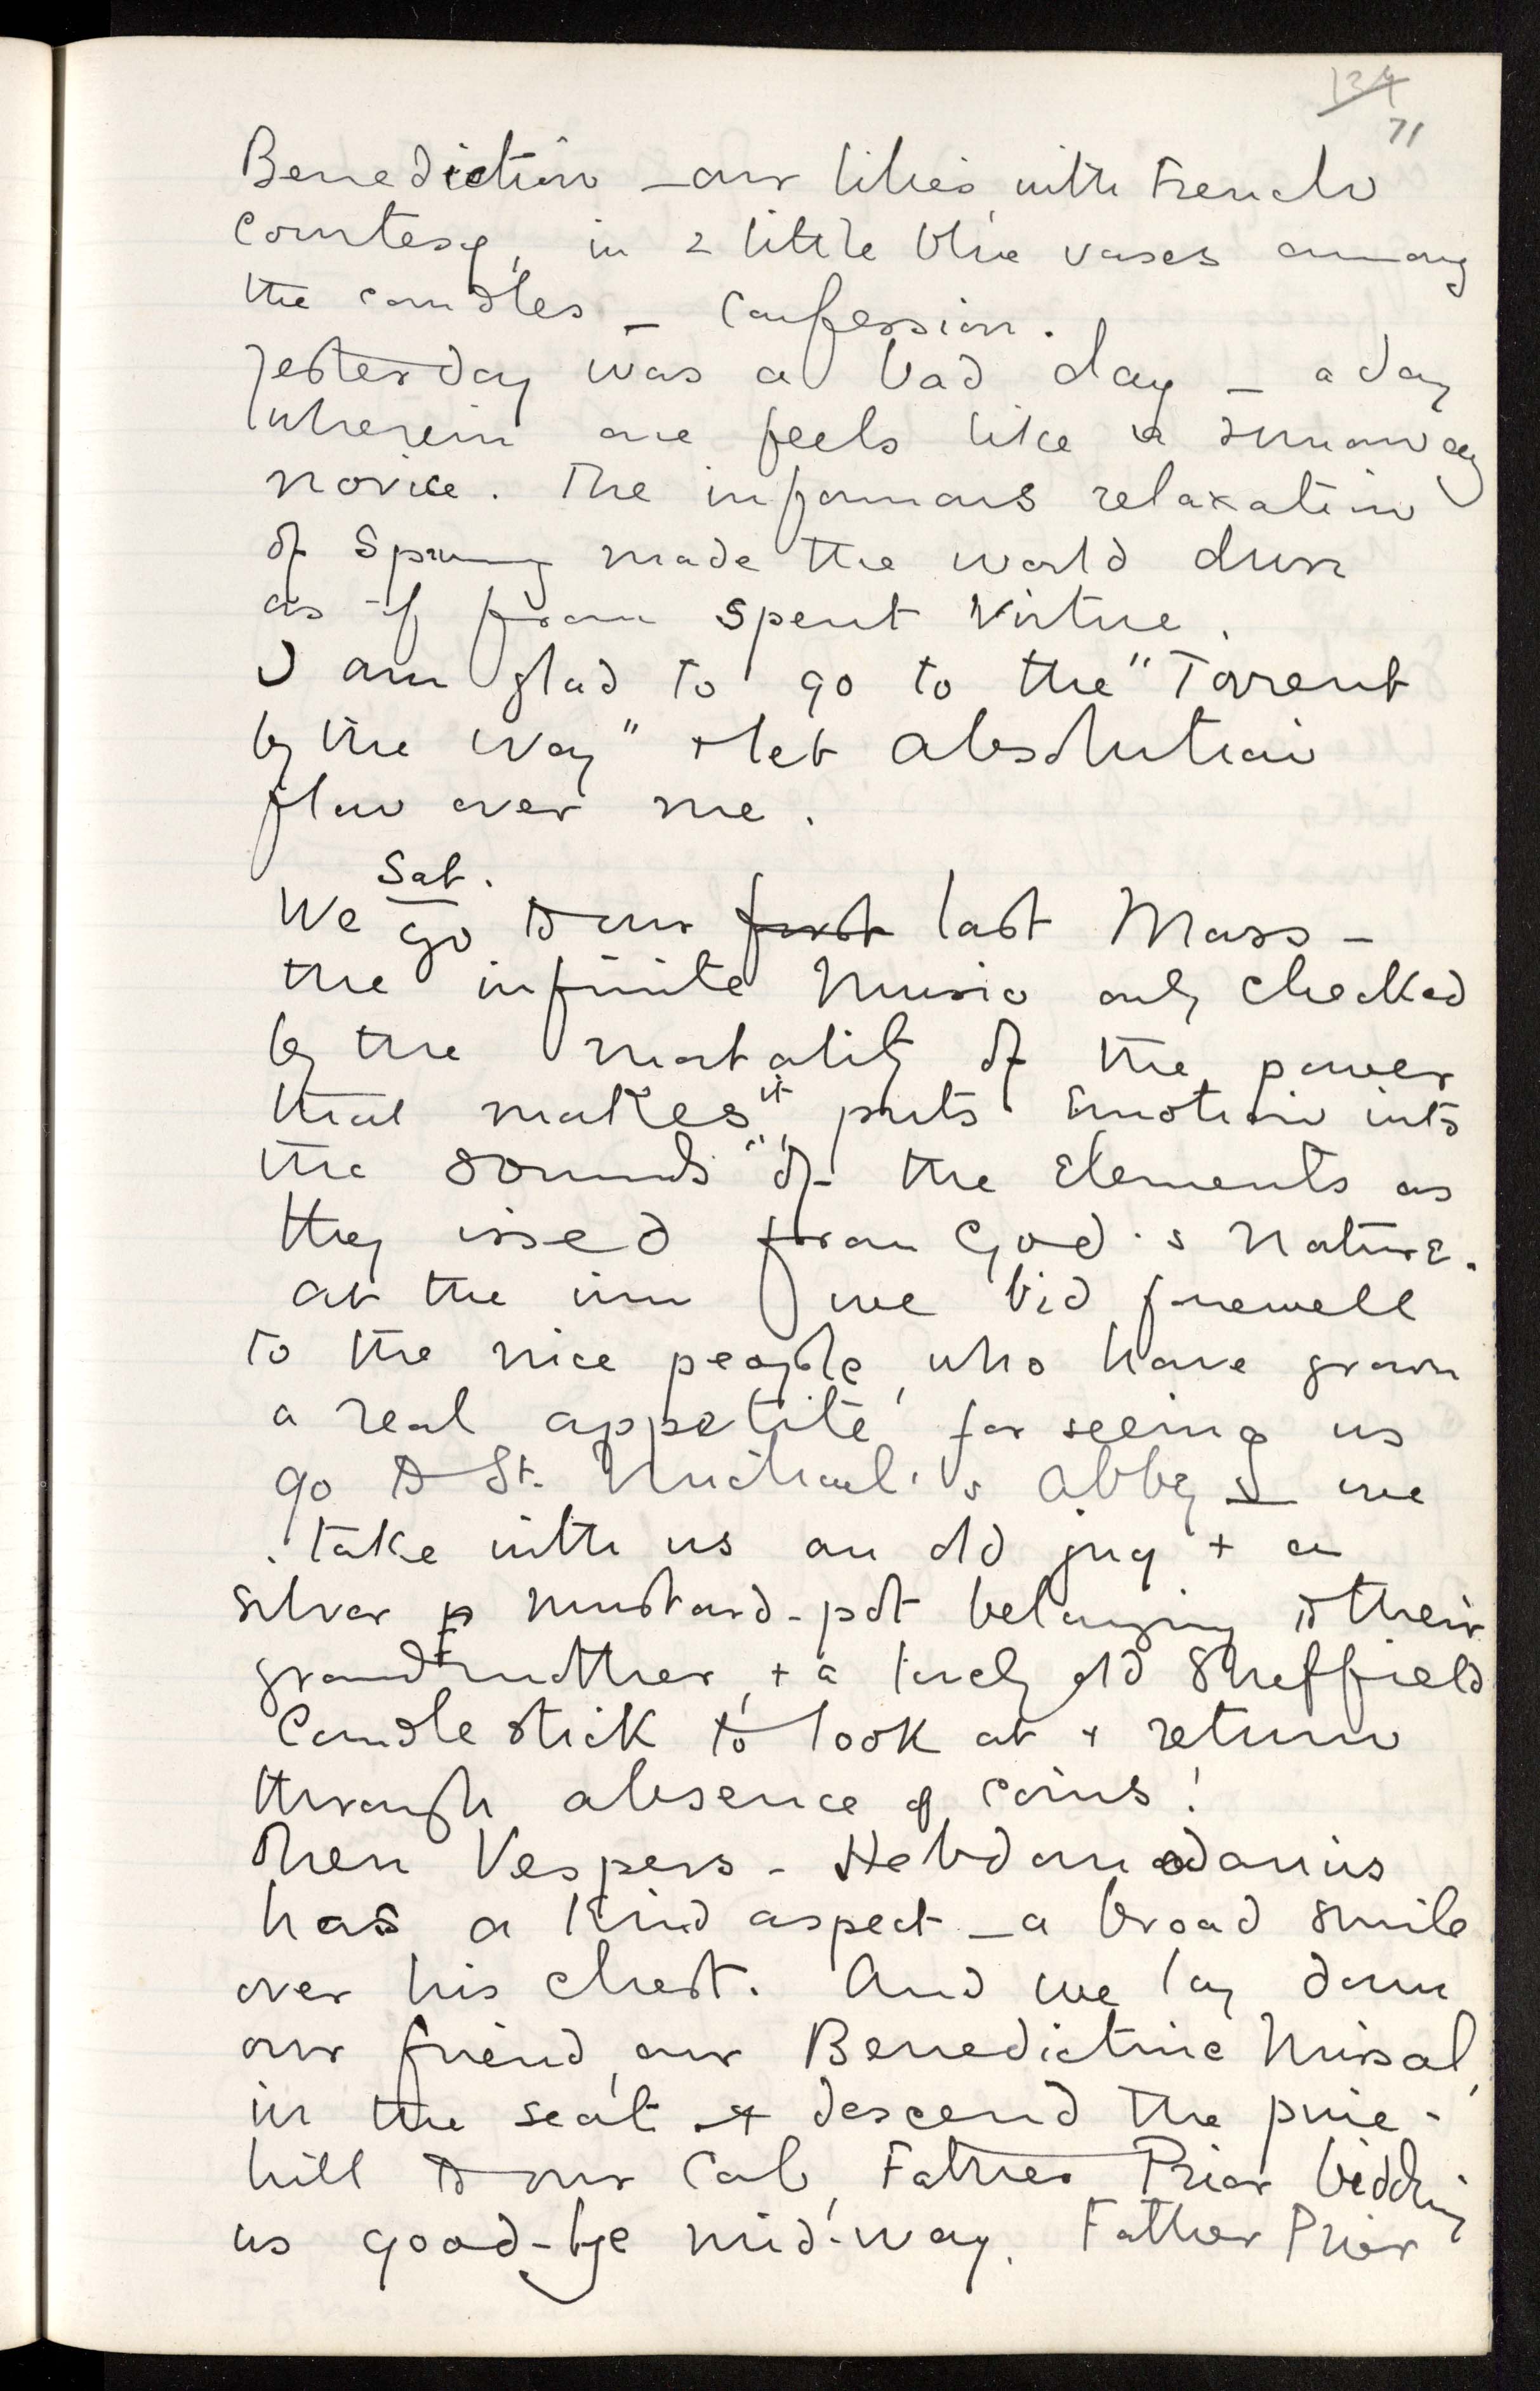 134
71
Benediction – our lilies, with French
courtesy, in 2 little blue vases among
the candles – Confession.
Yesterday was a bad day – a day
wherein one feels like a runaway
novice. The infamous relaxation
of Spring made the world dim
as if from spent virtue.
I am glad to go to the "Torrent
by the Way" + let absolution
flow over me.
Sat.
We go to our first last Mass –
the infinite Music only checked
by the mortality of the power
that makes it, puts Emotion into
the "sounds" of the Elements as
they issed from God's Nature.
At the inn we bid farewell
to the nice people, who have grown
a real appetite for seeing us
go to St. Michael's Abbey – we
take with us an old jug + a
silver p mustard-pot belonging to their
grandmother, + a lovely old Sheffield
Candlestick to look at + return
through absence of coins!
Then Vespers – Hebdomadarius
has a kind aspect – a broad smile
over his chest. And we lay down
our friend, our Benedictine Missal,
in the seat + descend the pine-
hill to our Cab, Father Prior bidding
us good-bye mid-way. Father Prior